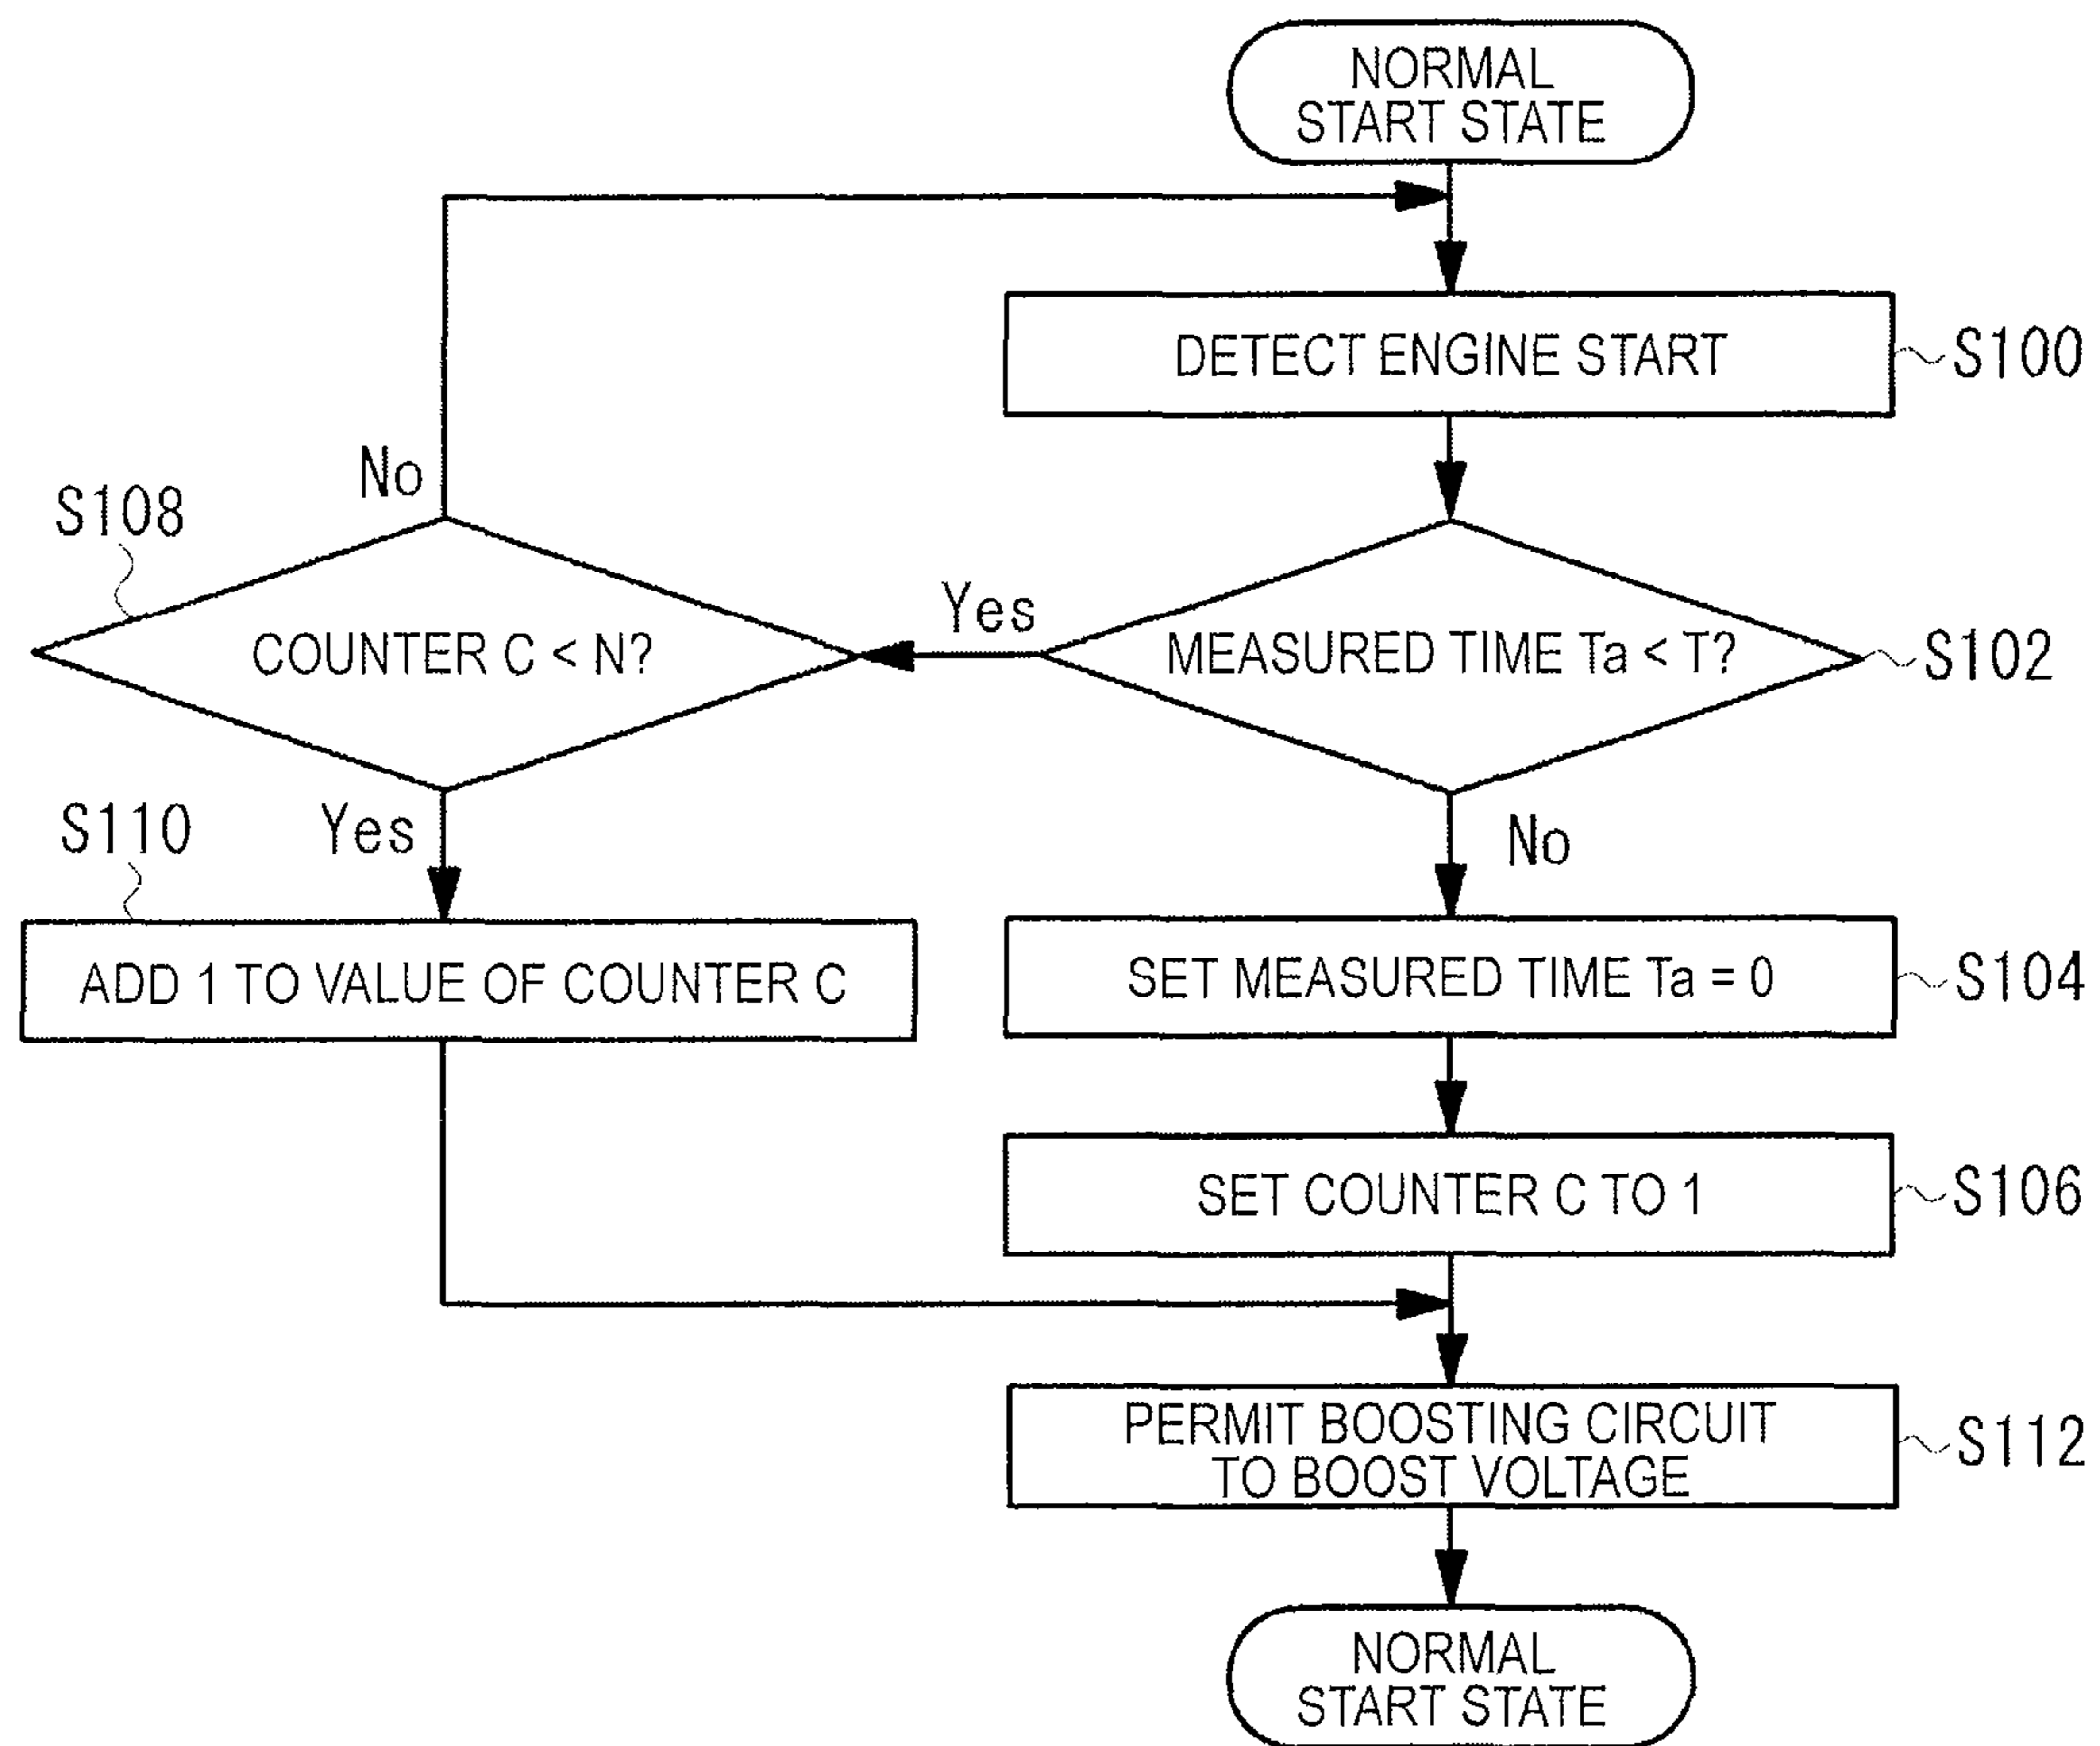 NORMAL
START STATE
DETECT ENGINE START
S100
No
S108
COUNTER C < N?
Yes
MEASURED TIME Ta < T?
S102
S110
Yes
No
ADD 1 TO VALUE OF COUNTER C
SET MEASURED TIME Ta = 0
S104
SET COUNTER C TO 1
S106
PERMIT BOOSTING CIRCUIT
TO BOOST VOLTAGE
S112
NORMAL
START STATE